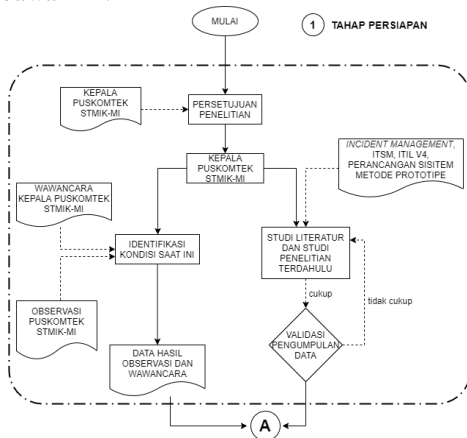 MULAI
1 TAHAP PERSIAPAN
KEPALA
PUSKOMTEK
STMIK-MI
PERSETUJUAN
PENELITIAN
KEPALA
PUSKOMTEK
STMIK-MI
INCIDENT MANAGEMENT,
ITSM, ITIL V4,
PERANCANGAN SISITEM
METODE PROTOTIPE
WAWANCARA
KEPALA PUSKOMTEK
STMIK-MI
IDENTIFIKASI
KONDISI SAAT INI
STUDI LITERATUR
DAN STUDI
PENELITIAN
TERDAHULU
OBSERVASI
PUSKOMTEK
STMIK-MI
cukup
tidak cukup
VALIDASI
PENGUMPULAN
DATA
DATA HASIL
OBSERVASI DAN
WAWANCARA
A